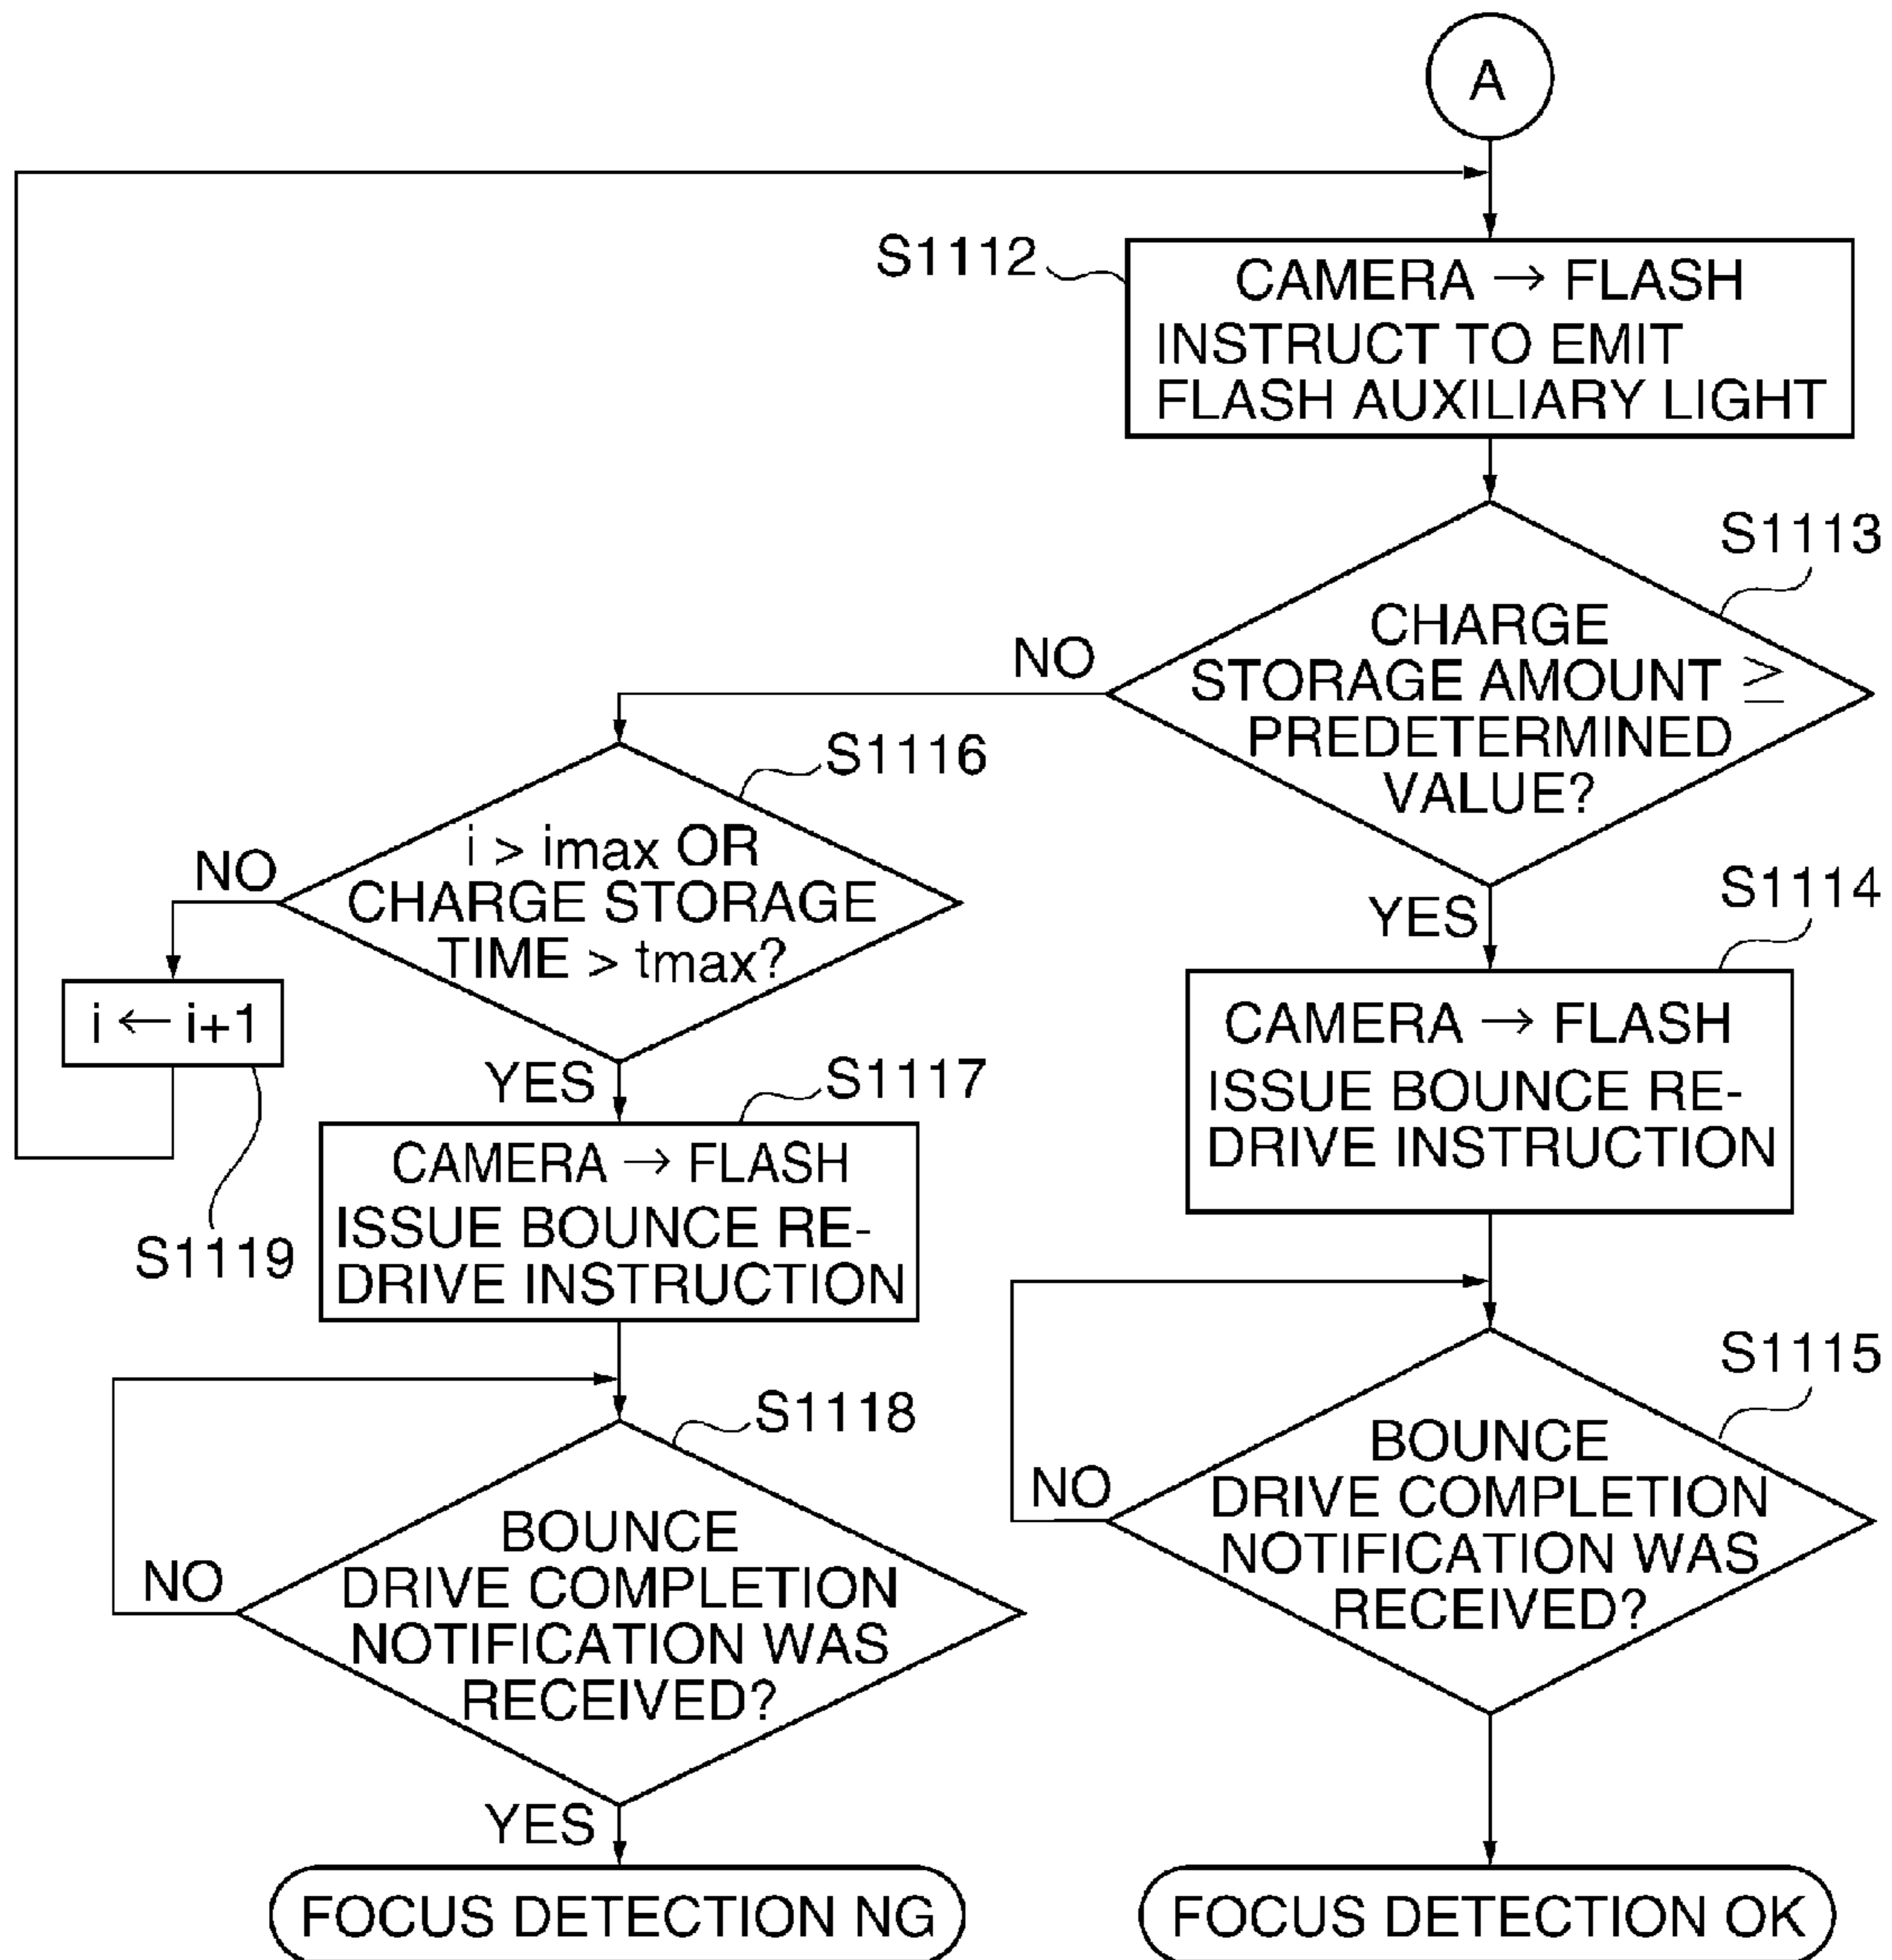 A
S1112
CAMERA → FLASH
INSTRUCT TO EMIT
FLASH AUXILIARY LIGHT
S1113
CHARGE
STORAGE AMOUNT ≥
PREDETERMINED
VALUE?
NO
YES
S1116
i > imax OR
CHARGE STORAGE
TIME > tmax?
NO
YES
i ← i+1
S1119
S1114
CAMERA → FLASH
ISSUE BOUNCE RE-
DRIVE INSTRUCTION
S1117
CAMERA → FLASH
ISSUE BOUNCE RE-
DRIVE INSTRUCTION
S1115
BOUNCE
DRIVE COMPLETION
NOTIFICATION WAS
RECEIVED?
NO
S1118
BOUNCE
DRIVE COMPLETION
NOTIFICATION WAS
RECEIVED?
NO
YES
FOCUS DETECTION NG
FOCUS DETECTION OK